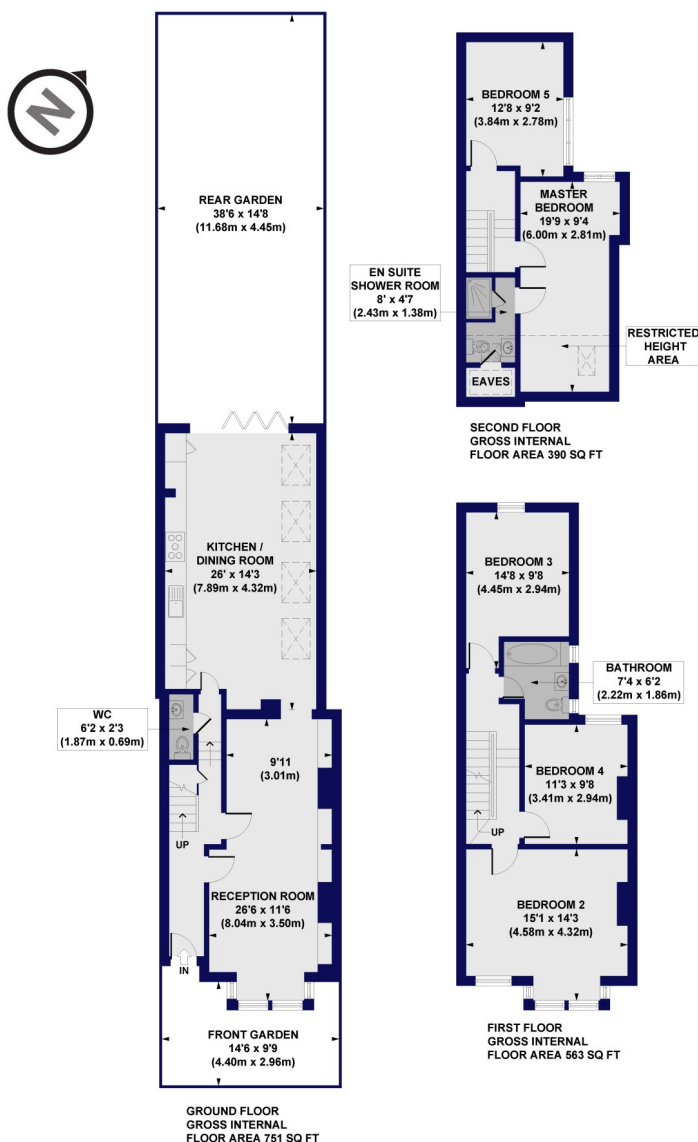 N
REAR GARDEN
38'6 x 14'8
(11.68m x 4.45m)
KITCHEN /
DINING ROOM
26' x 14'3
(7.89m x 4.32m)
WC
6'2 x 2'3
(1.87m x 0.69m)
9'11
(3.01m)
UP
RECEPTION ROOM
26'6 x 11'6
(8.04m x 3.50m)
IN
FRONT GARDEN
14'6 x 9'9
(4.40m x 2.96m)
GROUND FLOOR
GROSS INTERNAL
FLOOR AREA 751 SQ FT
BEDROOM 5
12'8 x 9'2
(3.84m x 2.78m)
MASTER
BEDROOM
19'9 x 9'4
(6.00m x 2.81m)
EN SUITE
SHOWER ROOM
8' x 4'7
(2.43m x 1.38m)
RESTRICTED
HEIGHT
AREA
EAVES
SECOND FLOOR
GROSS INTERNAL
FLOOR AREA 390 SQ FT
BEDROOM 3
14'8 x 9'8
(4.45m x 2.94m)
BATHROOM
7'4 x 6'2
(2.22m x 1.86m)
BEDROOM 4
11'3 x 9'8
(3.41m x 2.94m)
UP
BEDROOM 2
15'1 x 14'3
(4.58m x 4.32m)
FIRST FLOOR
GROSS INTERNAL
FLOOR AREA 563 SQ FT